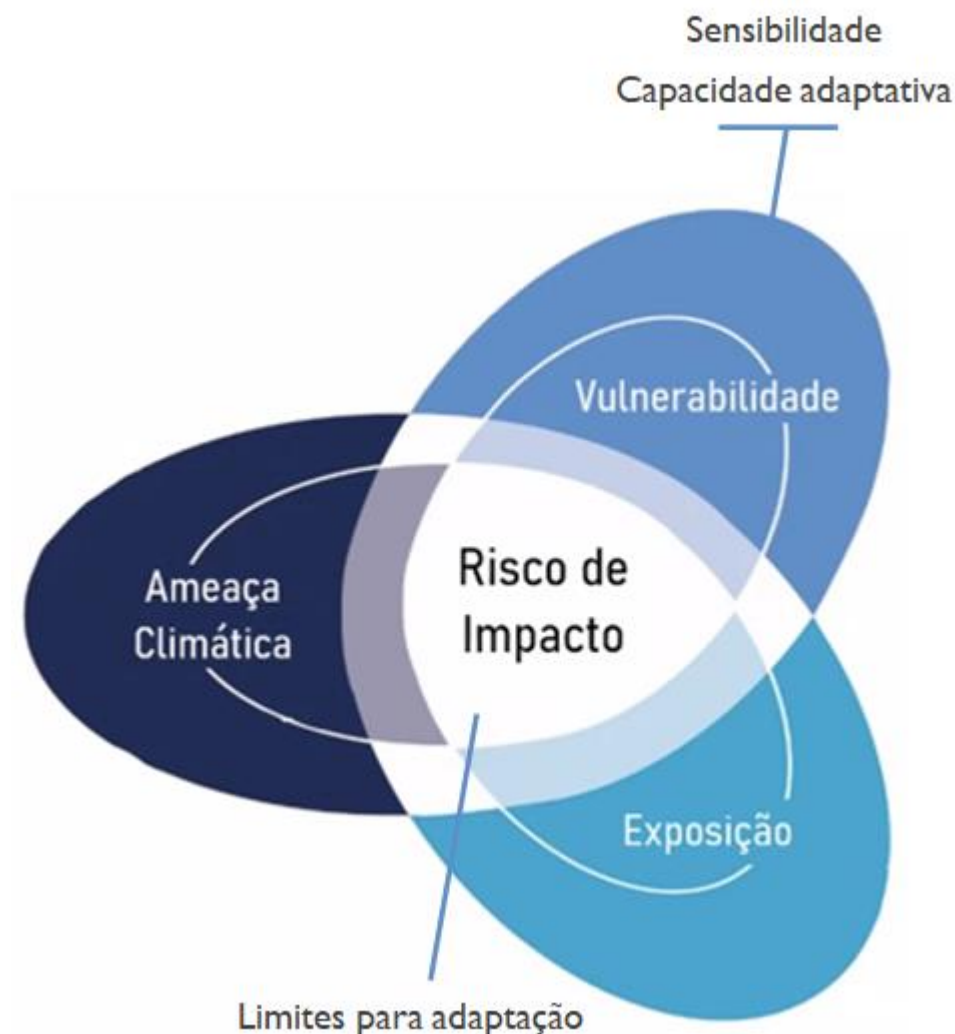 Sensibilidade
Capacidade adaptativa
Vulnerabilidade
Ameaça
Climática
Risco de
Impacto
Exposição
Limites para adaptação